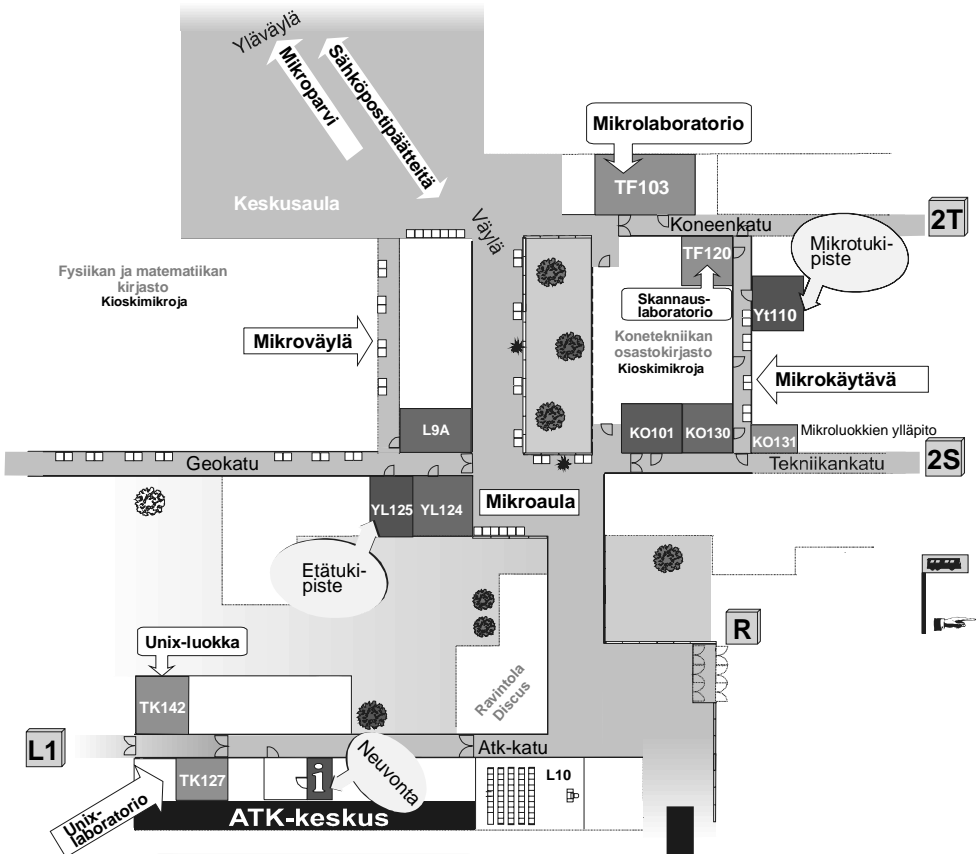 Yläväylä
Mikroparvi
Sähköpostipäätteitä
Mikrolaboratorio
TF103
Keskusaula
Väylä
Koneenkatu
2T
TF120
Mikrotuki-
piste
Fysiikan ja matematiikan
kirjasto
Kioskimikroja
Skannaus-
laboratorio
Yt110
Mikroväylä
Konetekniikan
osastokirjasto
Kioskimikroja
Mikrokäytävä
L9A
KO101
KO130
KO131
Mikroluokkien ylläpito
Geokatu
Tekniikankatu
2S
YL125
YL124
Mikroaula
Etätuki-
piste
Unix-luokka
R
TK142
Ravintola
Discus
L1
Atk-katu
Neuvonta
TK127
i
L10
Unix-
laboratorio
ATK-keskus